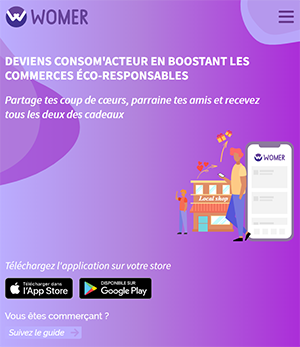 WOMER
DEVIENS CONSOM'ACTEUR EN BOOSTANT LES
COMMERCES ÉCO-RESPONSABLES
Partage tes coup de cœurs, parraine tes amis et recevez
tous les deux des cadeaux
WOMER
Local shop
Téléchargez l'application sur votre store
Télécharger dans
l'App Store
DISPONIBLE SUR
Google Play
Vous êtes commerçant ?
Suivez le guide